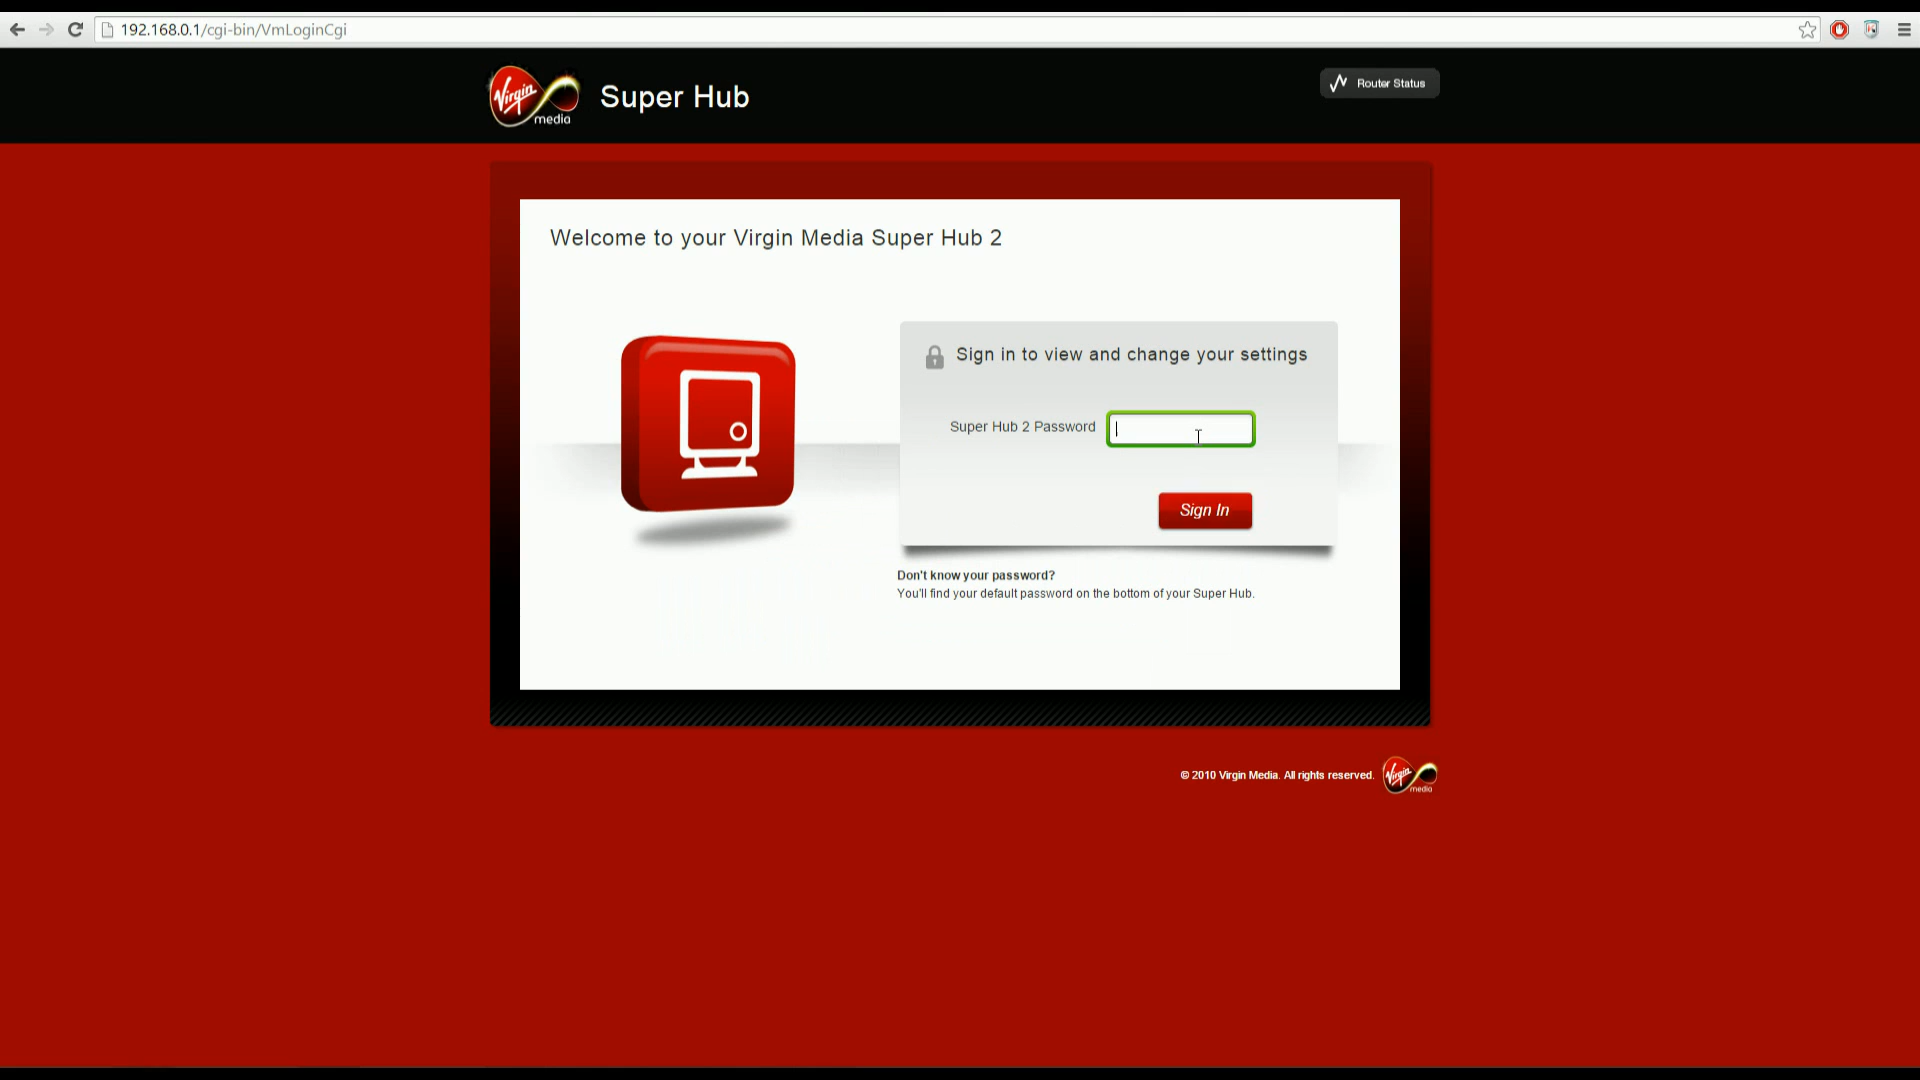 192.168.0.1/cgi-bin/VmLoginCgi
Virgin media
Super Hub
Router Status
Welcome to your Virgin Media Super Hub 2
Sign in to view and change your settings
Super Hub 2 Password
Sign In
Don't know your password?
You'll find your default password on the bottom of your Super Hub.
© 2010 Virgin Media. All rights reserved.
Virgin media